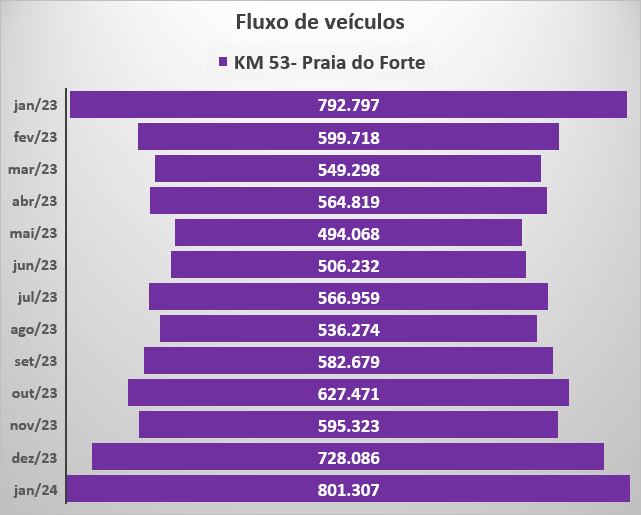 Fluxo de veículos
KM 53- Praia do Forte
jan/23 792.797
fev/23 599.718
mar/23 549.298
abr/23 564.819
mai/23 494.068
jun/23 506.232
jul/23 566.959
ago/23 536.274
set/23 582.679
out/23 627.471
nov/23 595.323
dez/23 728.086
jan/24 801.307